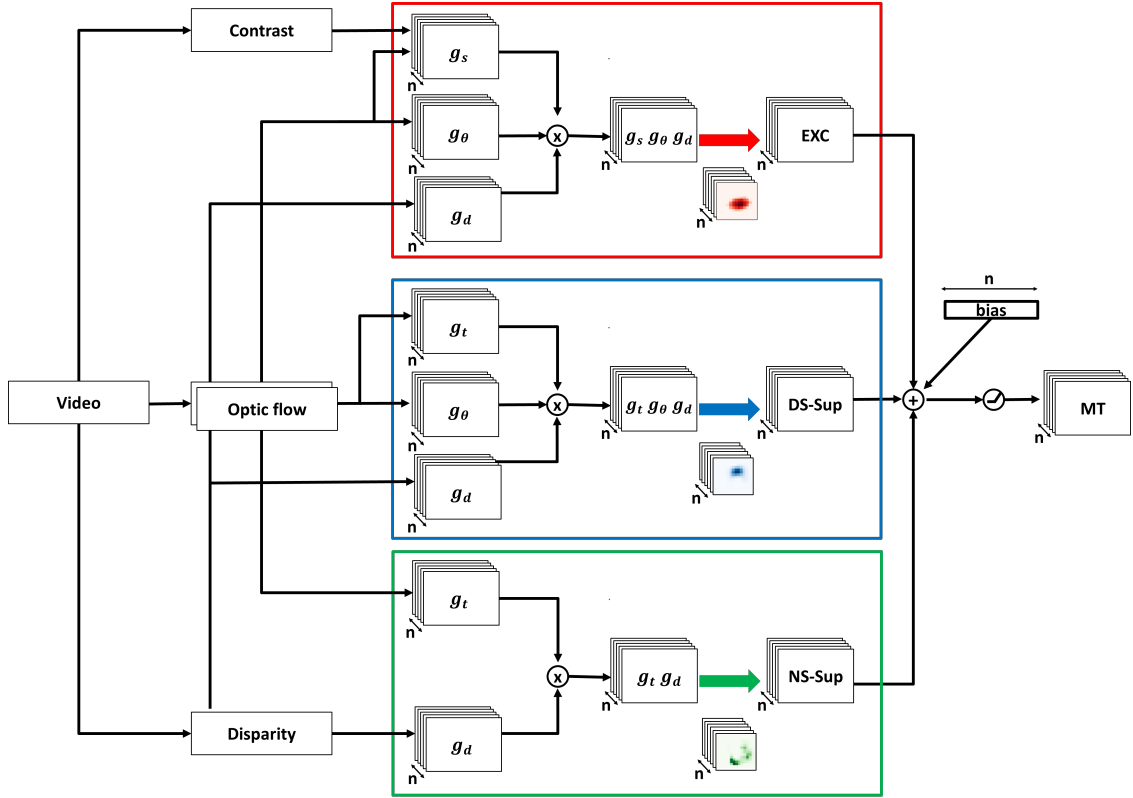 Contrast
g_s
n
g_θ
n
g_d
n
x
g_s g_θ g_d
n
n
EXC
n
Video
Optic flow
g_t
n
g_θ
n
g_d
n
x
g_t g_θ g_d
n
n
DS-Sup
n
n
bias
+
MT
n
Disparity
g_t
n
g_d
n
x
g_t g_d
n
n
NS-Sup
n